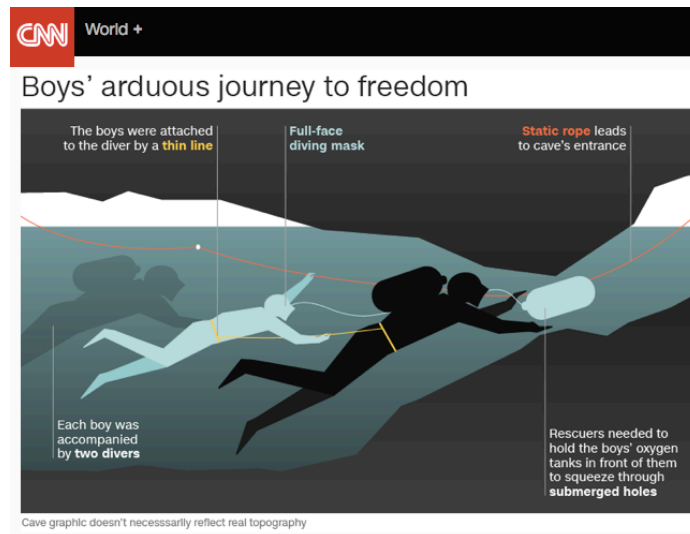 CNN World +
Boys' arduous journey to freedom
The boys were attached
to the diver by a thin line
Full-face
diving mask
Static rope leads
to cave's entrance
Each boy was
accompanied
by two divers
Rescuers needed to
hold the boys' oxygen
tanks in front of them
to squeeze through
submerged holes
Cave graphic doesn't necesssarily reflect real topography